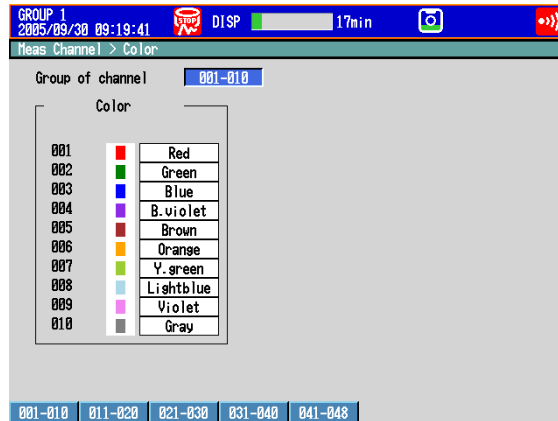 GROUP 1
2005/09/30 09:19:41
STOP
DISP
17min
Meas Channel > Color
Group of channel 001-010
Color
001 Red
002 Green
003 Blue
004 B.violet
005 Brown
006 Orange
007 Y.green
008 Lightblue
009 Violet
010 Gray
001-010 011-020 021-030 031-040 041-048